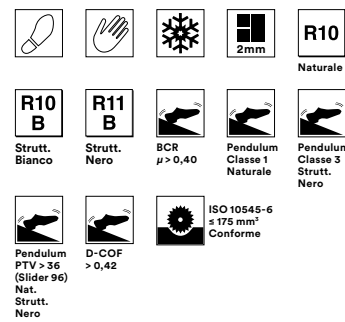 2mm
R10
Naturale
R10
B
Strutt.
Bianco
R11
B
Strutt.
Nero
BCR
µ > 0,40
Pendulum
Classe 1
Naturale
Pendulum
Classe 3
Strutt.
Nero
Pendulum
PTV > 36
(Slider 96)
Nat.
Strutt.
Nero
D-COF
> 0,42
ISO 10545-6
≤ 175 mm³
Conforme